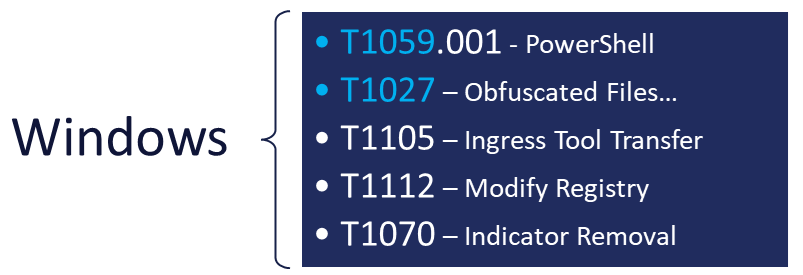 Windows
• T1059.001 - PowerShell
• T1027 – Obfuscated Files...
• T1105 – Ingress Tool Transfer
• T1112 – Modify Registry
• T1070 – Indicator Removal